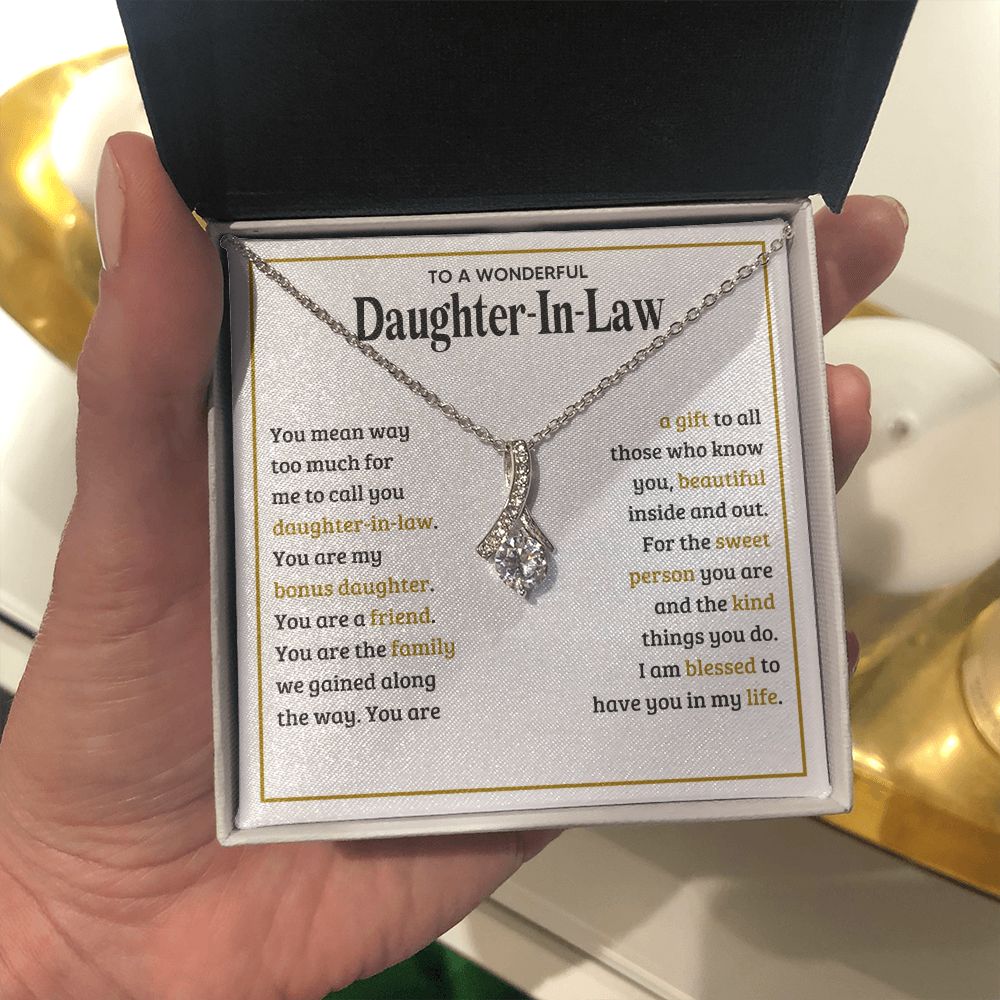 TO A WONDERFUL
Daughter-In-Law
You mean way
too much for
me to call you
daughter-in-law.
You are my
bonus daughter.
You are a friend.
You are the family
we gained along
the way. You are
a gift to all
those who know
you, beautiful
inside and out.
For the sweet
person you are
and the kind
things you do.
I am blessed to
have you in my life.